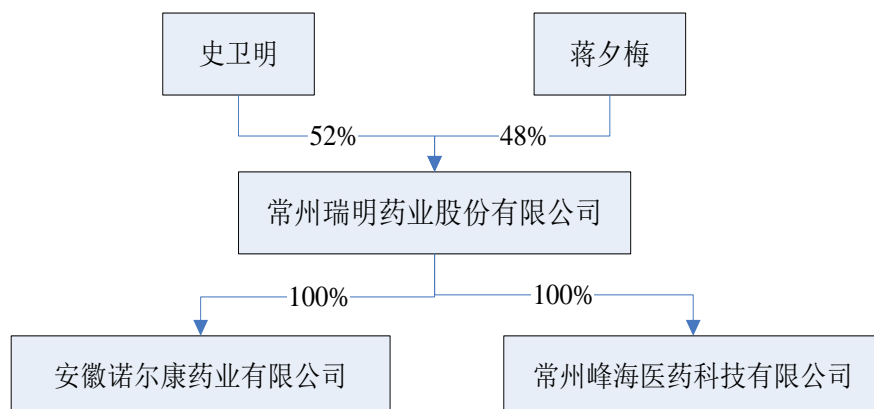 史卫明
蒋夕梅
52%
48%
常州瑞明药业股份有限公司
100%
100%
安徽诺尔康药业有限公司
常州峰海医药科技有限公司